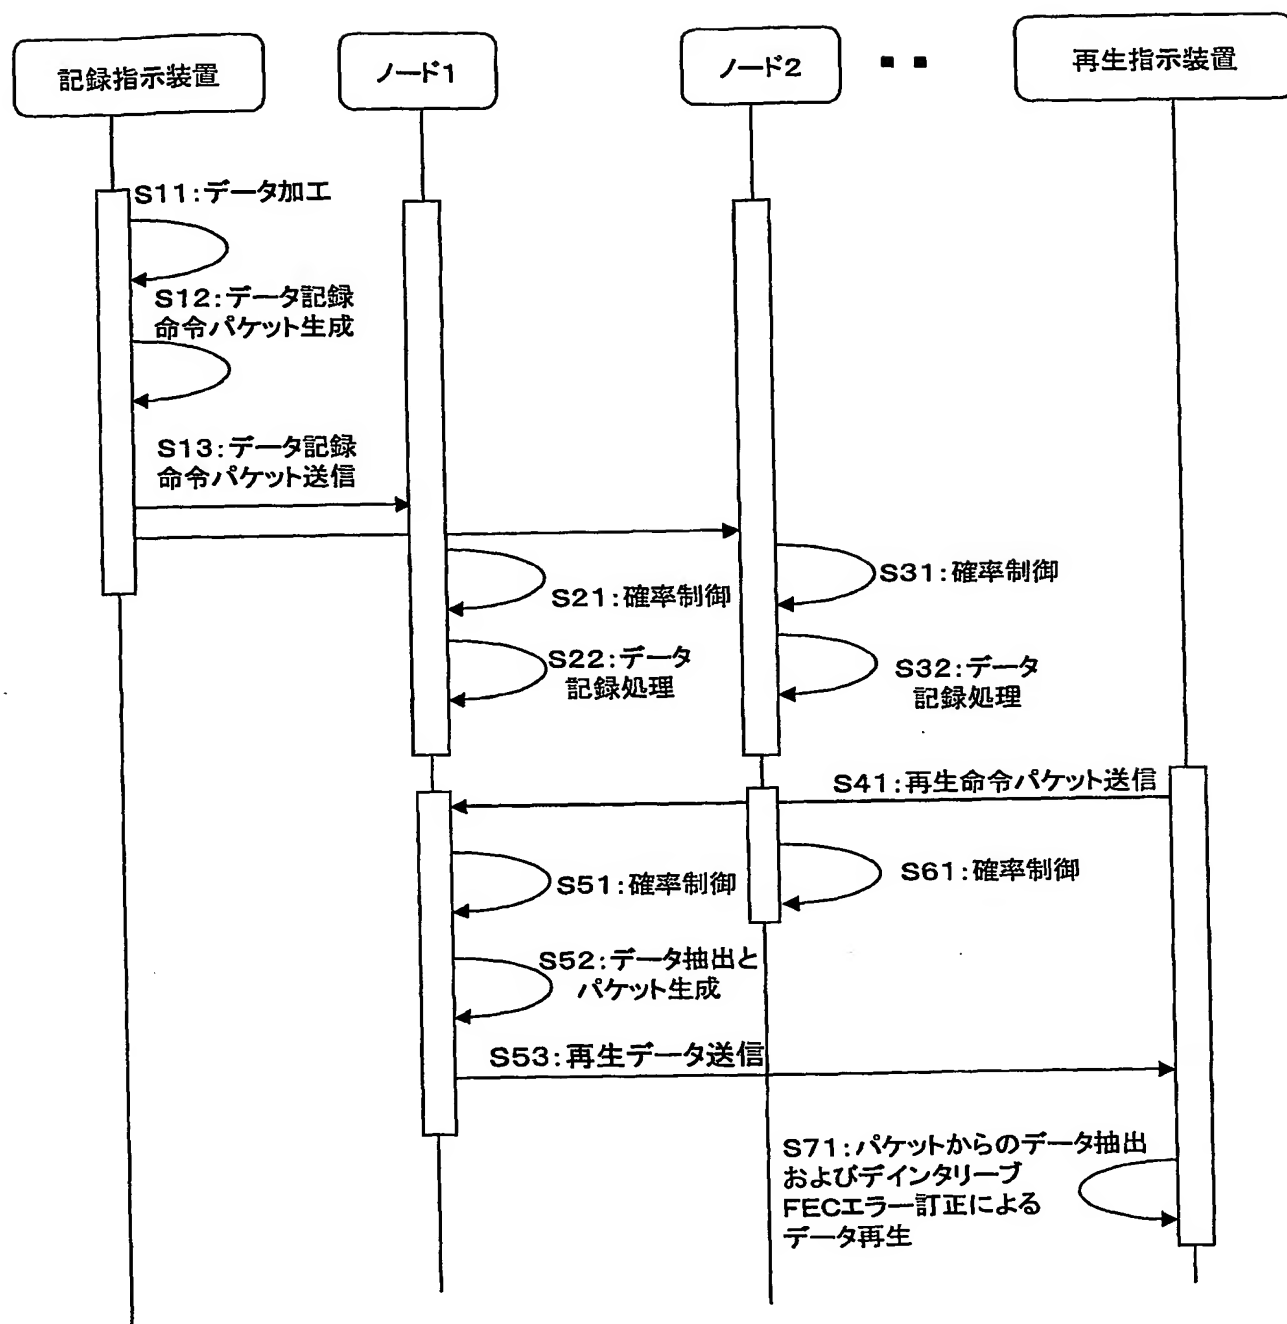 記録指示装置
ノード1
ノード2
再生指示装置
S11:データ加工
S12:データ記録
命令パケット生成
S13:データ記録
命令パケット送信
S21:確率制御
S31:確率制御
S22:データ
記録処理
S32:データ
記録処理
S41:再生命令パケット送信
S51:確率制御
S61:確率制御
S52:データ抽出と
パケット生成
S53:再生データ送信
S71:パケットからのデータ抽出
およびデインタリーブ
FECエラー訂正による
データ再生